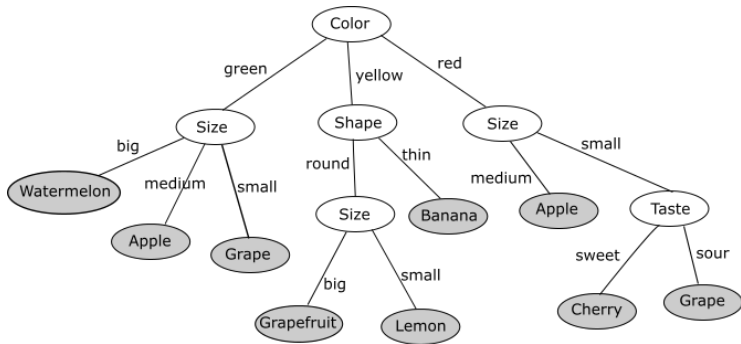 Color
green yellow red
Size Shape Size
big medium small round thin medium small
Watermelon Apple Grape Size Banana Apple Taste
big small sweet sour
Grapefruit Lemon Cherry Grape